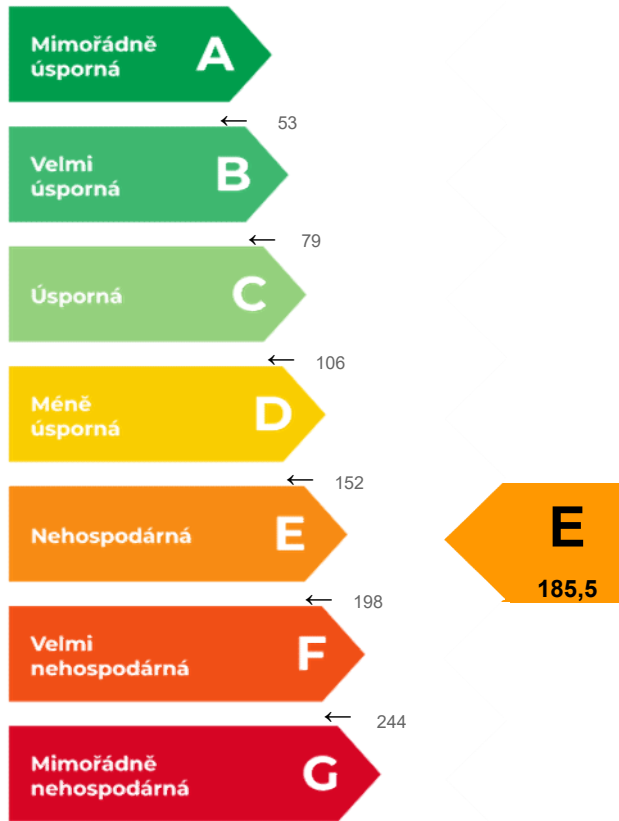 Mimořádně
úsporná
A
← 53
Velmi
úsporná
B
← 79
Úsporná
C
← 106
Méně
úsporná
D
← 152
Nehospodárná
E
E
185,5
← 198
Velmi
nehospodárná
F
← 244
Mimořádně
nehospodárná
G